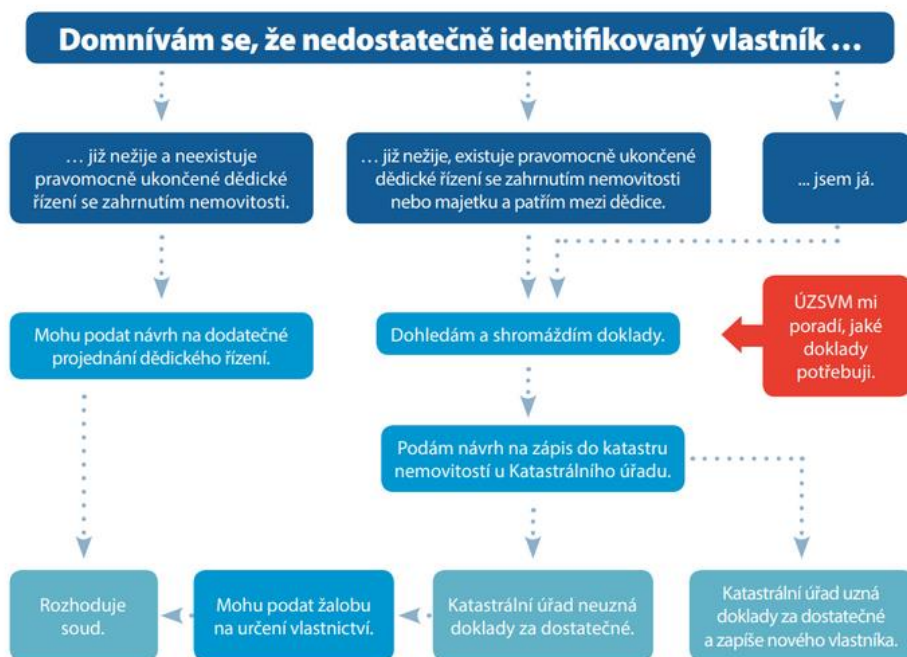 Domnívám se, že nedostatečně identifikovaný vlastník …
… již nežije a neexistuje
pravomocně ukončené dědické
řízení se zahrnutím nemovitosti.
… již nežije, existuje pravomocně ukončené
dědické řízení se zahrnutím nemovitosti
nebo majetku a patřím mezi dědice.
... jsem já.
Mohu podat návrh na dodatečné
projednání dědického řízení.
Dohledám a shromáždím doklady.
ÚZSVM mi
poradí, jaké
doklady
potřebuji.
Podám návrh na zápis do katastru
nemovitostí u Katastrálního úřadu.
Rozhoduje
soud.
Mohu podat žalobu
na určení vlastnictví.
Katastrální úřad neuzná
doklady za dostatečné.
Katastrální úřad uzná
doklady za dostatečné
a zapíše nového vlastníka.